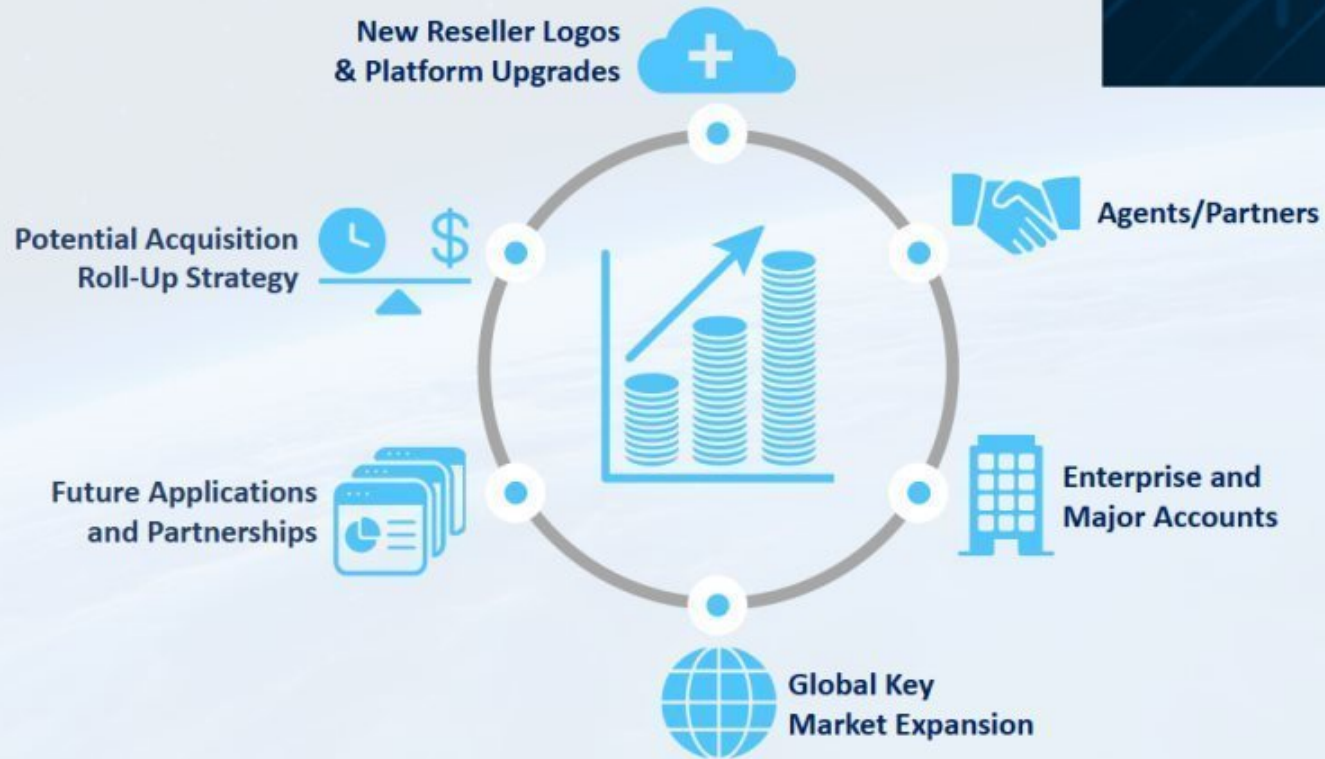 New Reseller Logos
& Platform Upgrades
Agents/Partners
Potential Acquisition
Roll-Up Strategy
Enterprise and
Major Accounts
Future Applications
and Partnerships
Global Key
Market Expansion